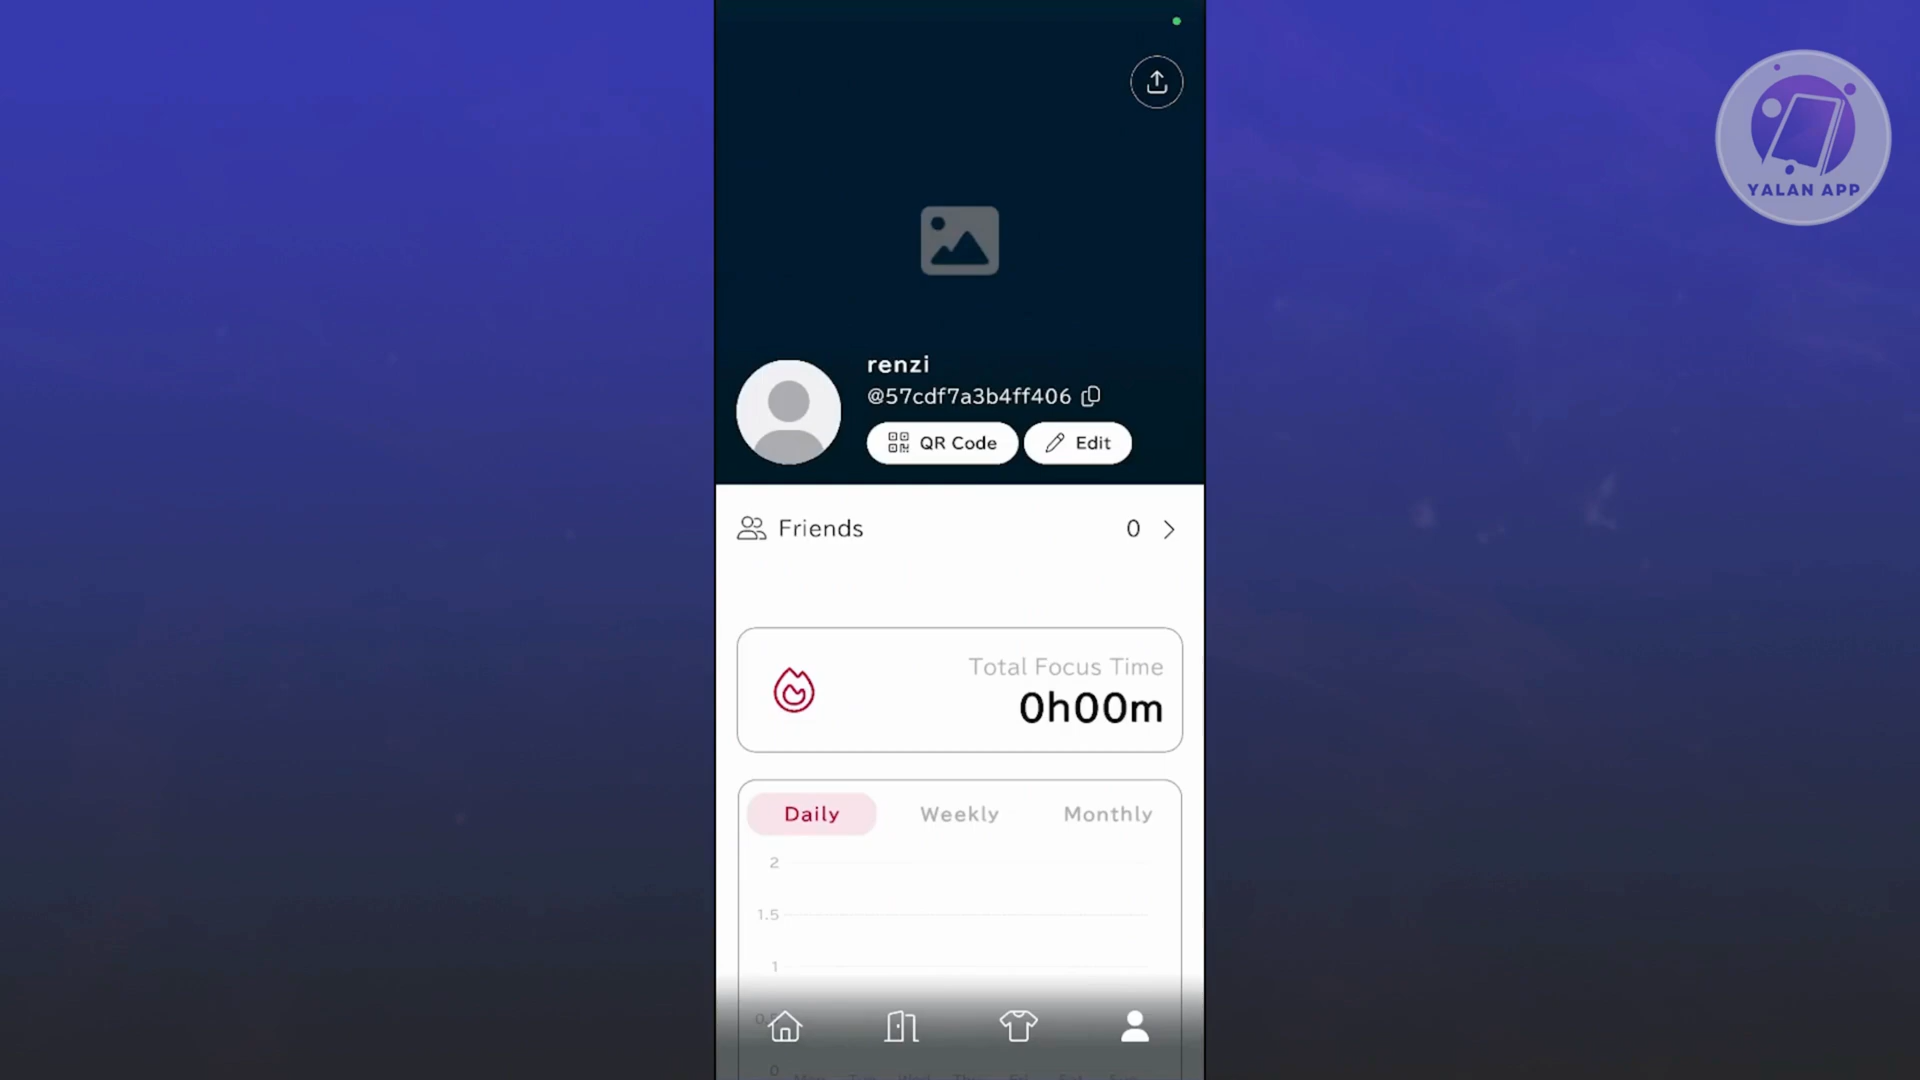 YALAN APP
renzi
@57cdf7a3b4ff406
QR Code
Edit
Friends
0
Total Focus Time
0h00m
Daily
Weekly
Monthly
2
1.5
1
0